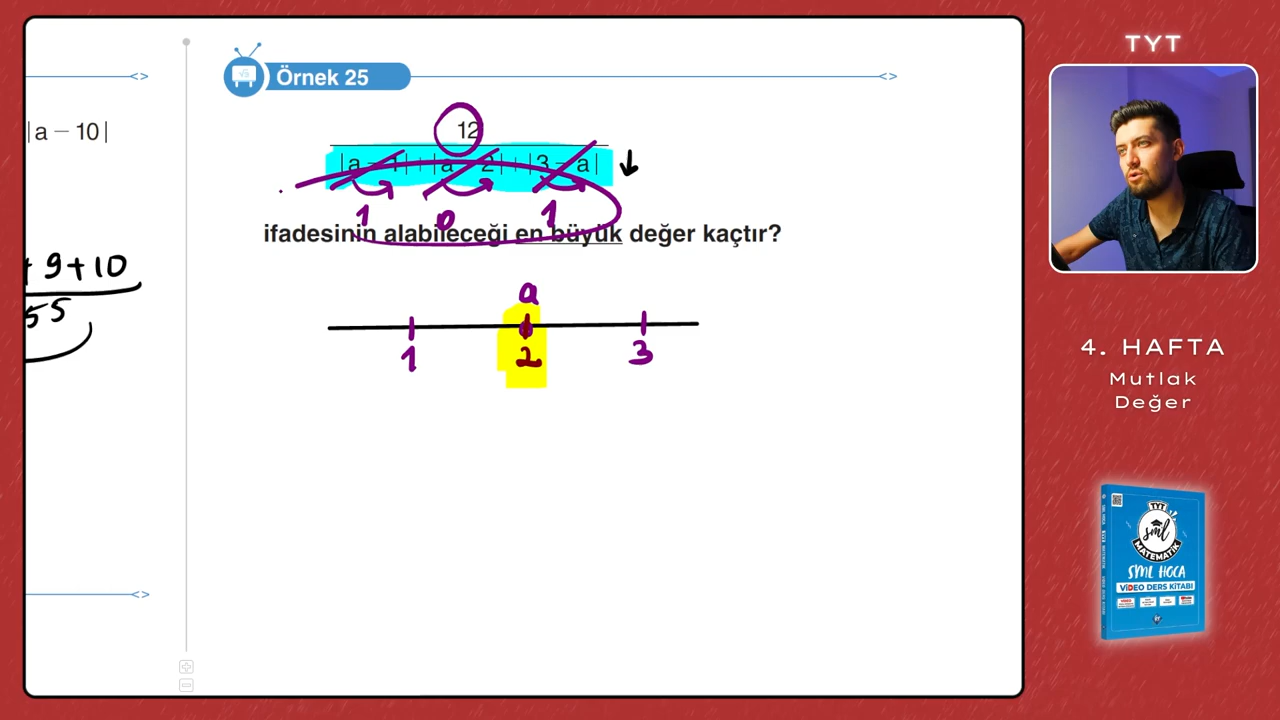 TYT
Örnek 25
|a − 10|
12
|a − 1| + |a − 2| + |3 − a|
1 0 1
ifadesinin alabileceği en büyük değer kaçtır?
+ 9 + 10
55
a
1 2 3
4. HAFTA
Mutlak
Değer
TYT
sml
MATEMATİK
SML HOCA
VİDEO DERS KİTABI